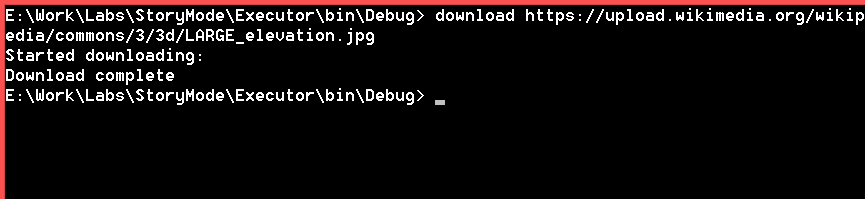 E:\Work\Labs\StoryMode\Executor\bin\Debug> download https://upload.wikimedia.org/wikip
edia/commons/3/3d/LARGE_elevation.jpg
Started downloading:
Download complete
E:\Work\Labs\StoryMode\Executor\bin\Debug>